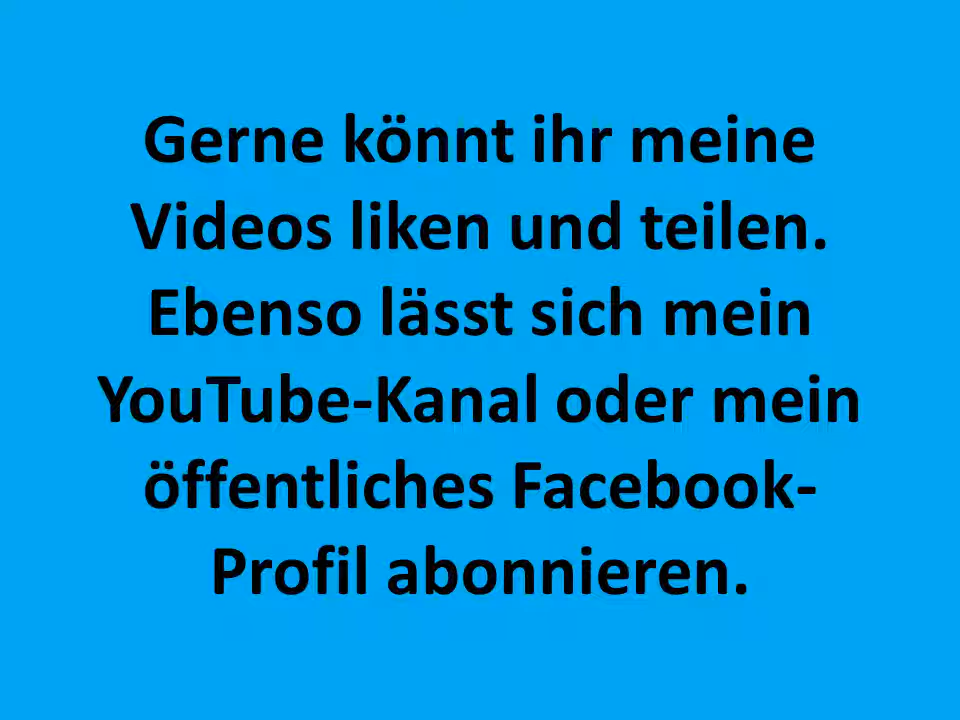 Gerne könnt ihr meine
Videos liken und teilen.
Ebenso lässt sich mein
YouTube-Kanal oder mein
öffentliches Facebook-
Profil abonnieren.